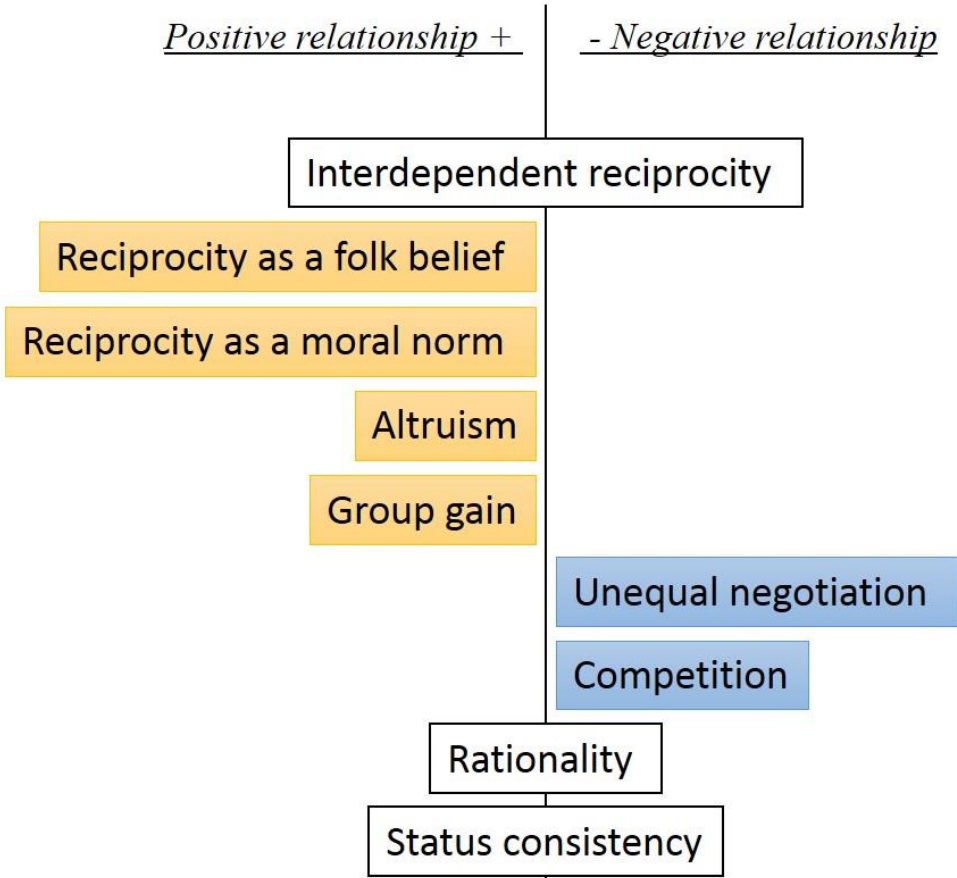 Positive relationship +
- Negative relationship
Interdependent reciprocity
Reciprocity as a folk belief
Reciprocity as a moral norm
Altruism
Group gain
Unequal negotiation
Competition
Rationality
Status consistency